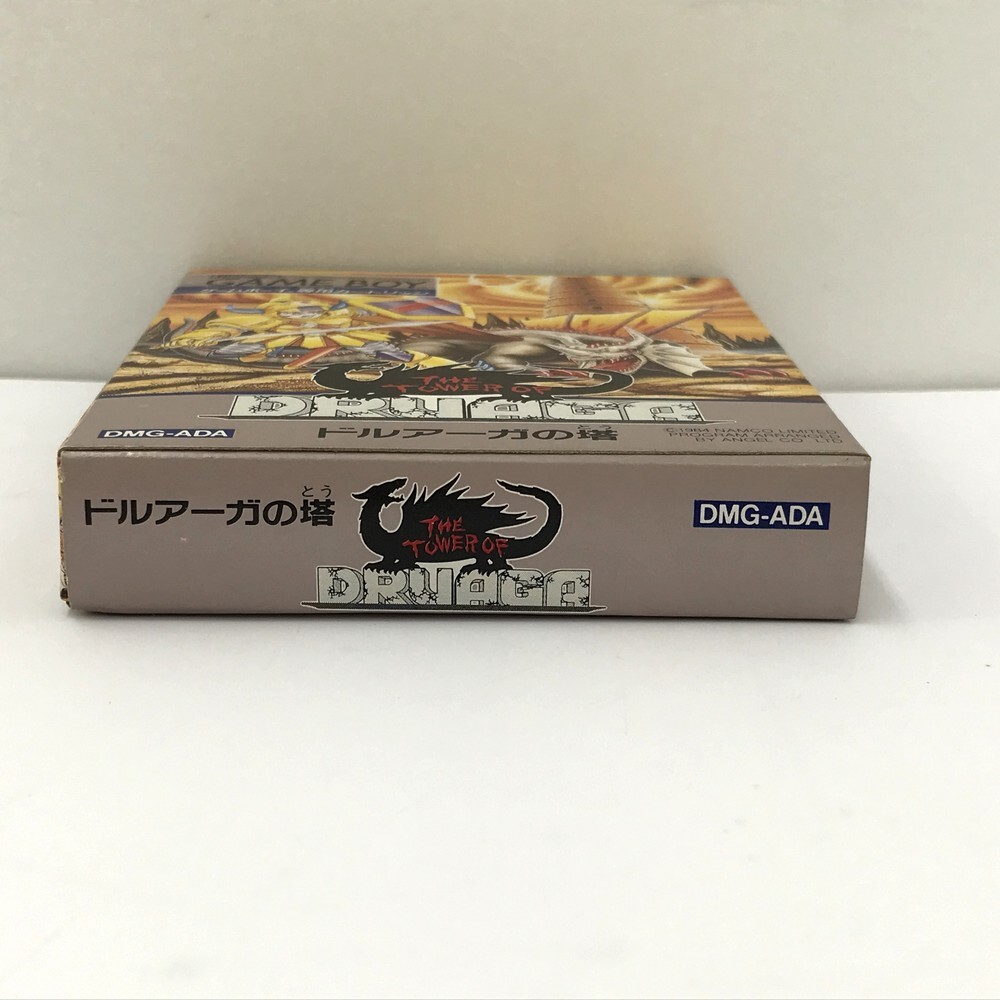 GAME BOY
THE
TOWER OF
DRUAGA
DMG-ADA
とう
ドルアーガの塔
©1984 NAMCO LIMITED
PROGRAM ARRANGED
BY ANGEL CO. LTD
とう
ドルアーガの塔
THE
TOWER OF
DRUAGA
DMG-ADA